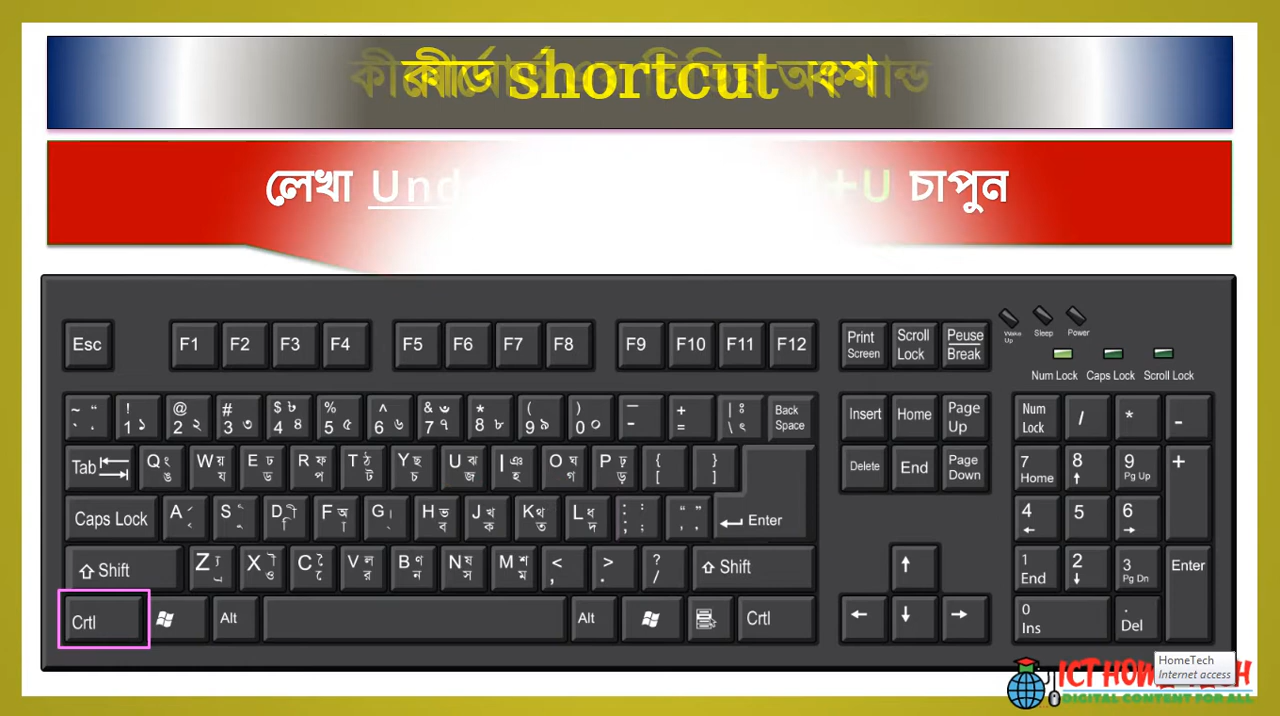 shortcut অংশ
লেখা Und +U চাপুন
Esc F1 F2 F3 F4 F5 F6 F7 F8 F9 F10 F11 F12 Print Screen Scroll Lock Peuse Break
Wake Up Sleep Power
Num Lock Caps Lock Scroll Lock
~ “ ` ‘ ! 1 ১ @ 2 ২ # 3 ৩ $ ৳ 4 ৪ % 5 ৫ ^ 6 ৬ & 7 ৭ * 8 ৮ ( 9 ৯ ) 0 ০ — - + = | ঃ \ ৎ Back Space Insert Home Page Up Num Lock / * -
Tab Q ং ঙ W য় য E ঢ ড R ফ প T ঠ ট Y ছ চ U ঝ জ I ঞ হ O ঘ গ P ঢ় ড় { [ } ] Delete End Page Down 7 Home 8 ↑ 9 Pg Up +
Caps Lock A S D F অ া G । H ভ ব J খ ক K থ ত L ধ দ : ; “ ” ‘ ’ Enter 4 ← 5 6 →
Shift Z X ৗ ও C ৈ ে V ল র B ণ ন N ষ স M শ ম < , > . ? / Shift ↑ 1 End 2 ↓ 3 Pg Dn Enter
Crtl Alt Alt Crtl ← ↓ → 0 Ins . Del
HomeTech
Internet access
ICT HOME TECH
DIGITAL CONTENT FOR ALL